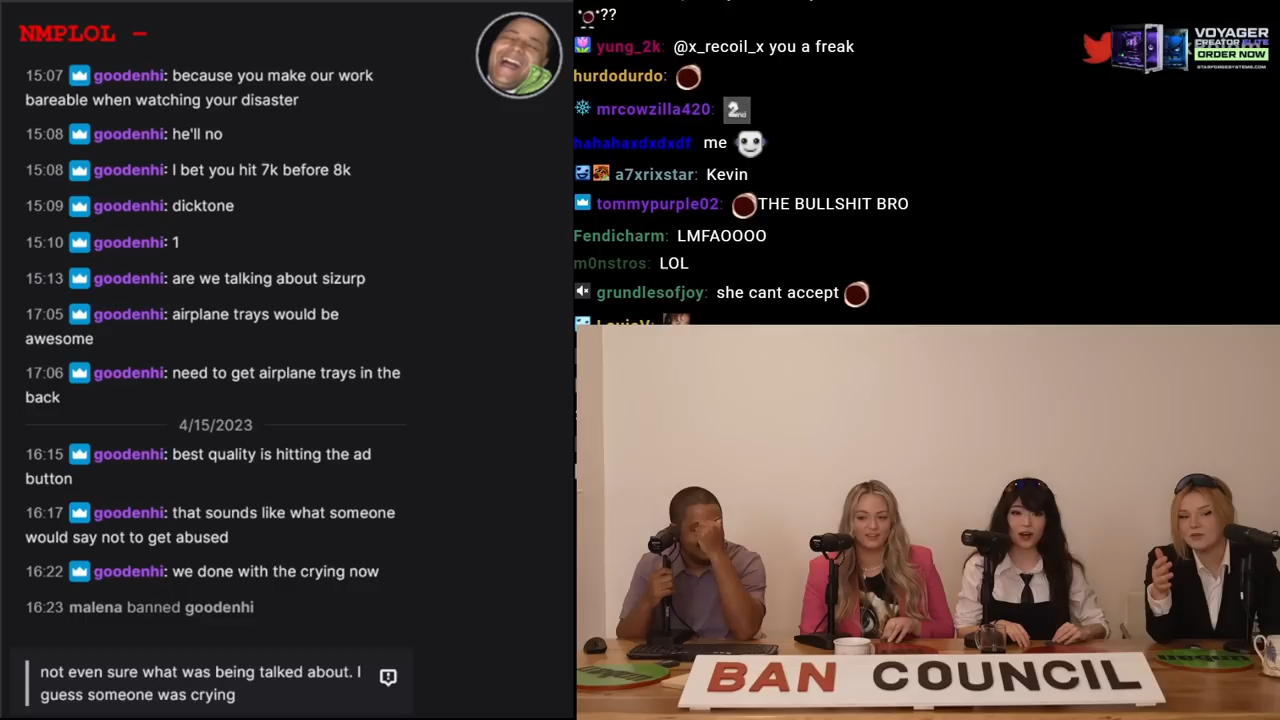 NMPLOL -
15:07 goodenhi: because you make our work
bareable when watching your disaster
15:08 goodenhi: he'll no
15:08 goodenhi: I bet you hit 7k before 8k
15:09 goodenhi: dicktone
15:10 goodenhi: 1
15:13 goodenhi: are we talking about sizurp
17:05 goodenhi: airplane trays would be
awesome
17:06 goodenhi: need to get airplane trays in the
back
4/15/2023
16:15 goodenhi: best quality is hitting the ad
button
16:17 goodenhi: that sounds like what someone
would say not to get abused
16:22 goodenhi: we done with the crying now
16:23 malena banned goodenhi
not even sure what was being talked about. I
guess someone was crying
??
yung_2k: @x_recoil_x you a freak
hurdodurdo:
mrcowzilla420: 2nd
hahahaxdxdxdf me
a7xrixstar: Kevin
tommypurple02: THE BULLSHIT BRO
Fendicharm: LMFAOOOO
m0nstros: LOL
grundlesofjoy: she cant accept
VOYAGER
CREATOR ELITE
ORDER NOW
STARFORGESYSTEMS.COM
BAN COUNCIL